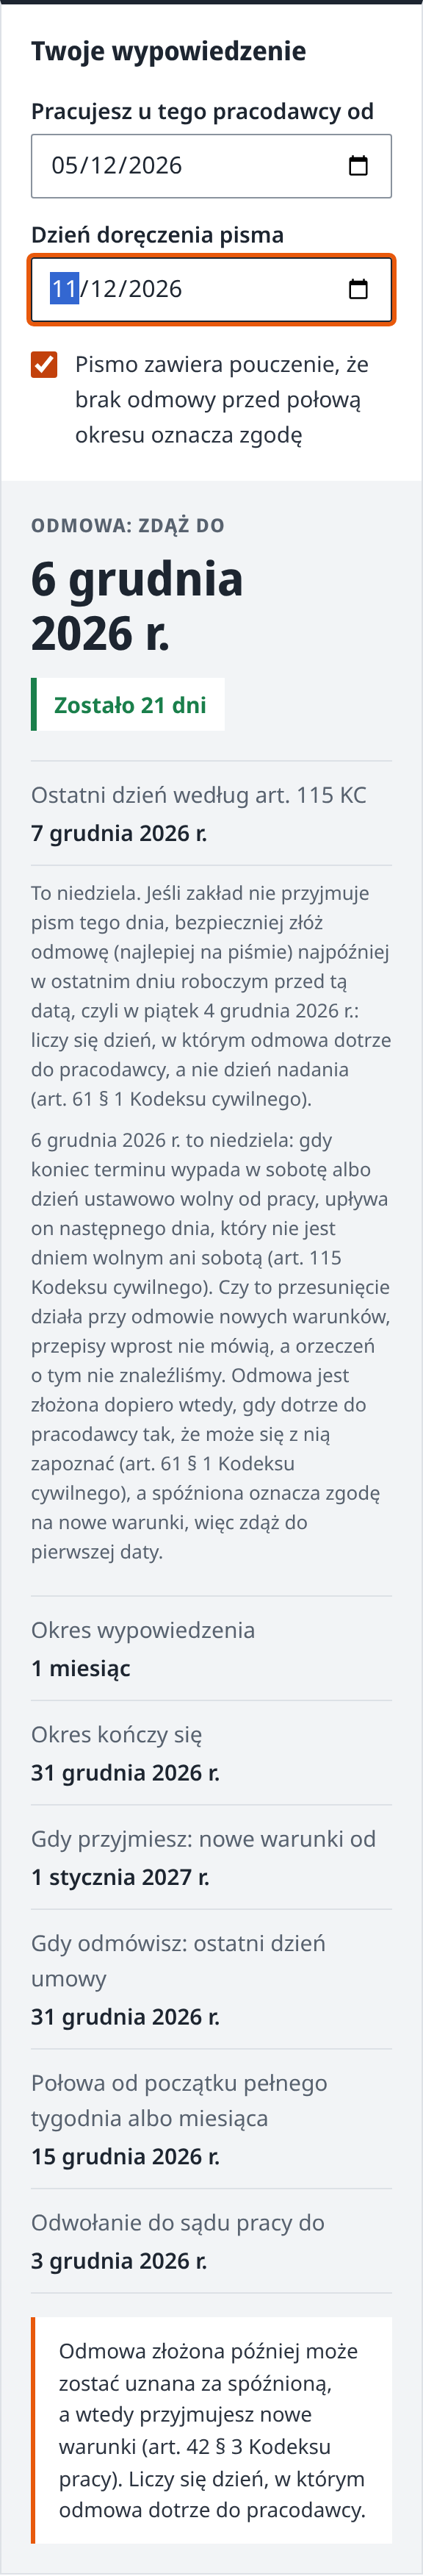 Twoje wypowiedzenie
Pracujesz u tego pracodawcy od
05/12/2026
Dzień doręczenia pisma
11/12/2026
Pismo zawiera pouczenie, że
brak odmowy przed połową
okresu oznacza zgodę
ODMOWA: ZDĄŻ DO
6 grudnia
2026 r.
Zostało 21 dni
Ostatni dzień według art. 115 KC
7 grudnia 2026 r.
To niedziela. Jeśli zakład nie przyjmuje
pism tego dnia, bezpieczniej złóż
odmowę (najlepiej na piśmie) najpóźniej
w ostatnim dniu roboczym przed tą
datą, czyli w piątek 4 grudnia 2026 r.:
liczy się dzień, w którym odmowa dotrze
do pracodawcy, a nie dzień nadania
(art. 61 § 1 Kodeksu cywilnego).
6 grudnia 2026 r. to niedziela: gdy
koniec terminu wypada w sobotę albo
dzień ustawowo wolny od pracy, upływa
on następnego dnia, który nie jest
dniem wolnym ani sobotą (art. 115
Kodeksu cywilnego). Czy to przesunięcie
działa przy odmowie nowych warunków,
przepisy wprost nie mówią, a orzeczeń
o tym nie znaleźliśmy. Odmowa jest
złożona dopiero wtedy, gdy dotrze do
pracodawcy tak, że może się z nią
zapoznać (art. 61 § 1 Kodeksu
cywilnego), a spóźniona oznacza zgodę
na nowe warunki, więc zdąż do
pierwszej daty.
Okres wypowiedzenia
1 miesiąc
Okres kończy się
31 grudnia 2026 r.
Gdy przyjmiesz: nowe warunki od
1 stycznia 2027 r.
Gdy odmówisz: ostatni dzień
umowy
31 grudnia 2026 r.
Połowa od początku pełnego
tygodnia albo miesiąca
15 grudnia 2026 r.
Odwołanie do sądu pracy do
3 grudnia 2026 r.
Odmowa złożona później może
zostać uznana za spóźnioną,
a wtedy przyjmujesz nowe
warunki (art. 42 § 3 Kodeksu
pracy). Liczy się dzień, w którym
odmowa dotrze do pracodawcy.